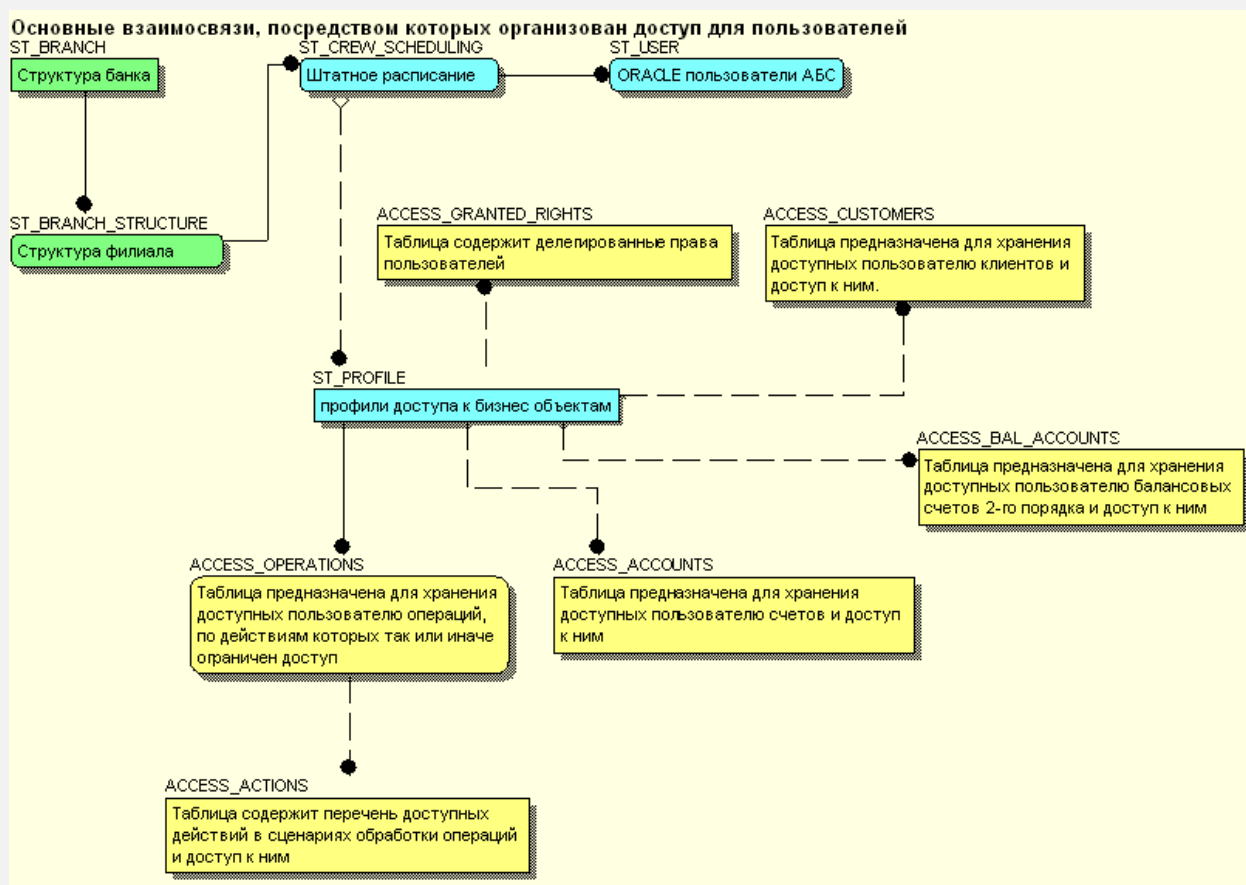 Основные взаимосвязи, посредством которых организован доступ для пользователей
ST_BRANCH
Структура банка
ST_CREW_SCHEDULING
Штатное расписание
ST_USER
ORACLE пользователи АБС
ST_BRANCH_STRUCTURE
Структура филиала
ACCESS_GRANTED_RIGHTS
Таблица содержит делегированные права
пользователей
ACCESS_CUSTOMERS
Таблица предназначена для хранения
доступных пользователю клиентов и
доступ к ним.
ST_PROFILE
профили доступа к бизнес объектам
ACCESS_BAL_ACCOUNTS
Таблица предназначена для хранения
доступных пользователю балансовых
счетов 2-го порядка и доступ к ним
ACCESS_OPERATIONS
Таблица предназначена для хранения
доступных пользователю операций,
по действиям которых так или иначе
ограничен доступ
ACCESS_ACCOUNTS
Таблица предназначена для хранения
доступных пользователю счетов и доступ
к ним
ACCESS_ACTIONS
Таблица содержит перечень доступных
действий в сценариях обработки операций
и доступ к ним